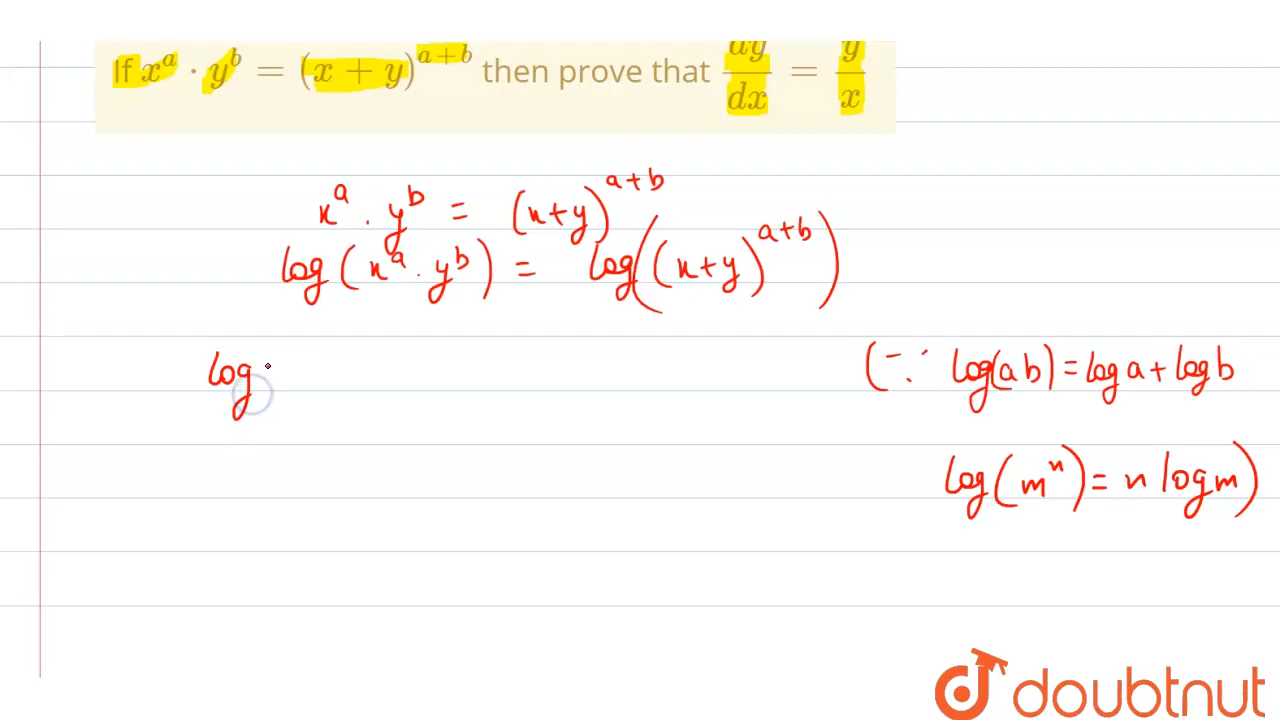 If x^a · y^b = (x + y)^{a+b} then prove that dy/dx = y/x
x^a . y^b = (x+y)^{a+b}
log(x^a . y^b) = log((x+y)^{a+b})
log
(∵ log(ab) = log a + log b
log(m^n) = n log m)
doubtnut